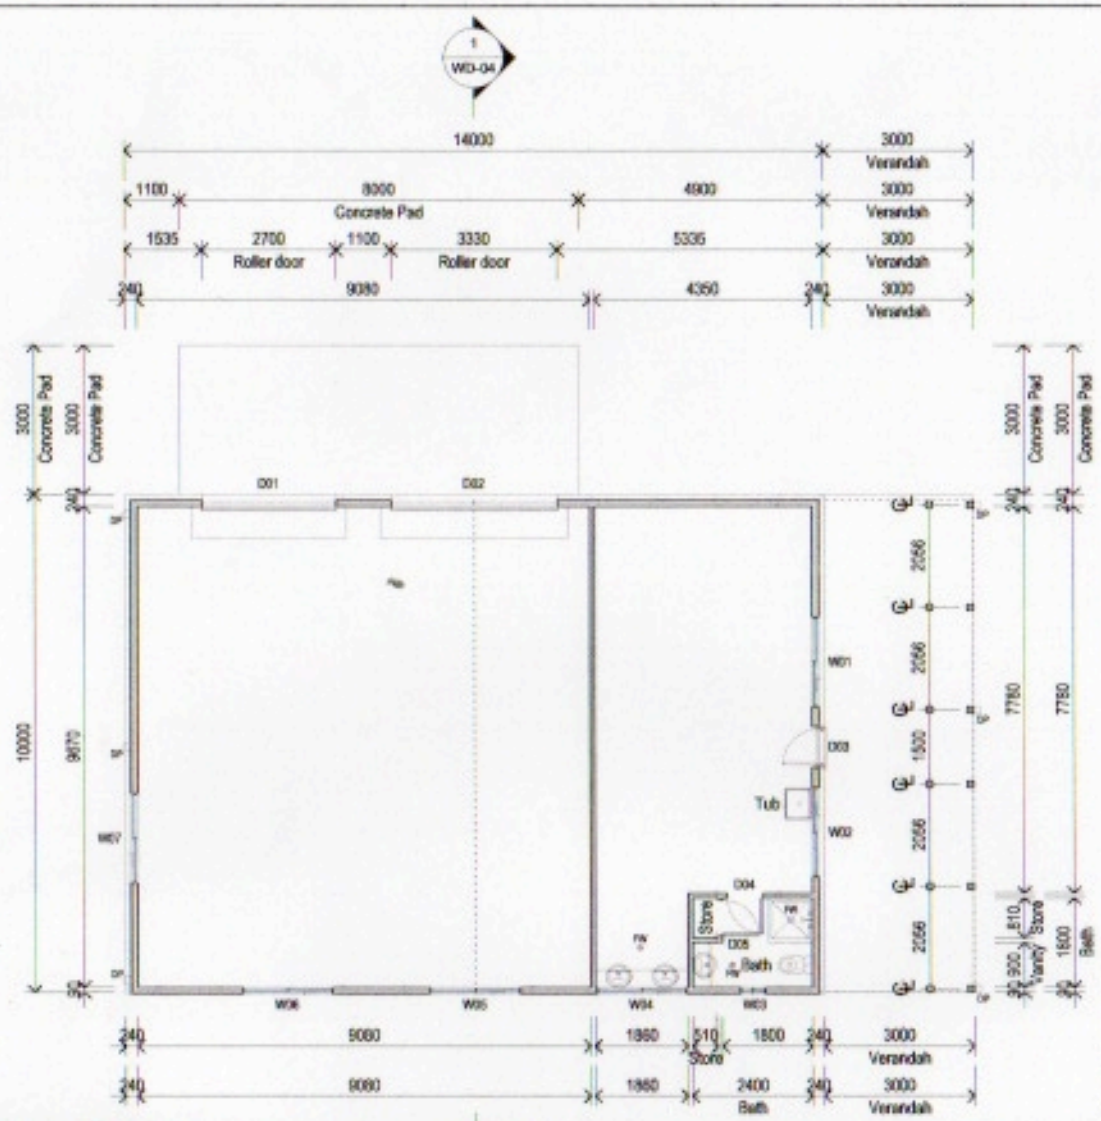 1
WD-04
14000 3000
Verandah
1100 8000 4900 3000
Concrete Pad Verandah
1535 2700 1100 3330 5335 3000
Roller door Roller door Verandah
240 9080 4350 240 3000
Verandah
3000
Concrete Pad
3000
Concrete Pad
3000
Concrete Pad
3000
Concrete Pad
D01 D02
240
240
240
10000
9670
90
W07
W01
D03
Tub
W02
D04
Store
D05
Bath
W06 W05 W04 W03
2056
2056
1500
2056
2056
7780
7780
810
Store
900
Vanity
90
1800
Bath
90
240 9080 1860 510 1800 240 3000
Store Verandah
240 9080 1860 2400 240 3000
Bath Verandah